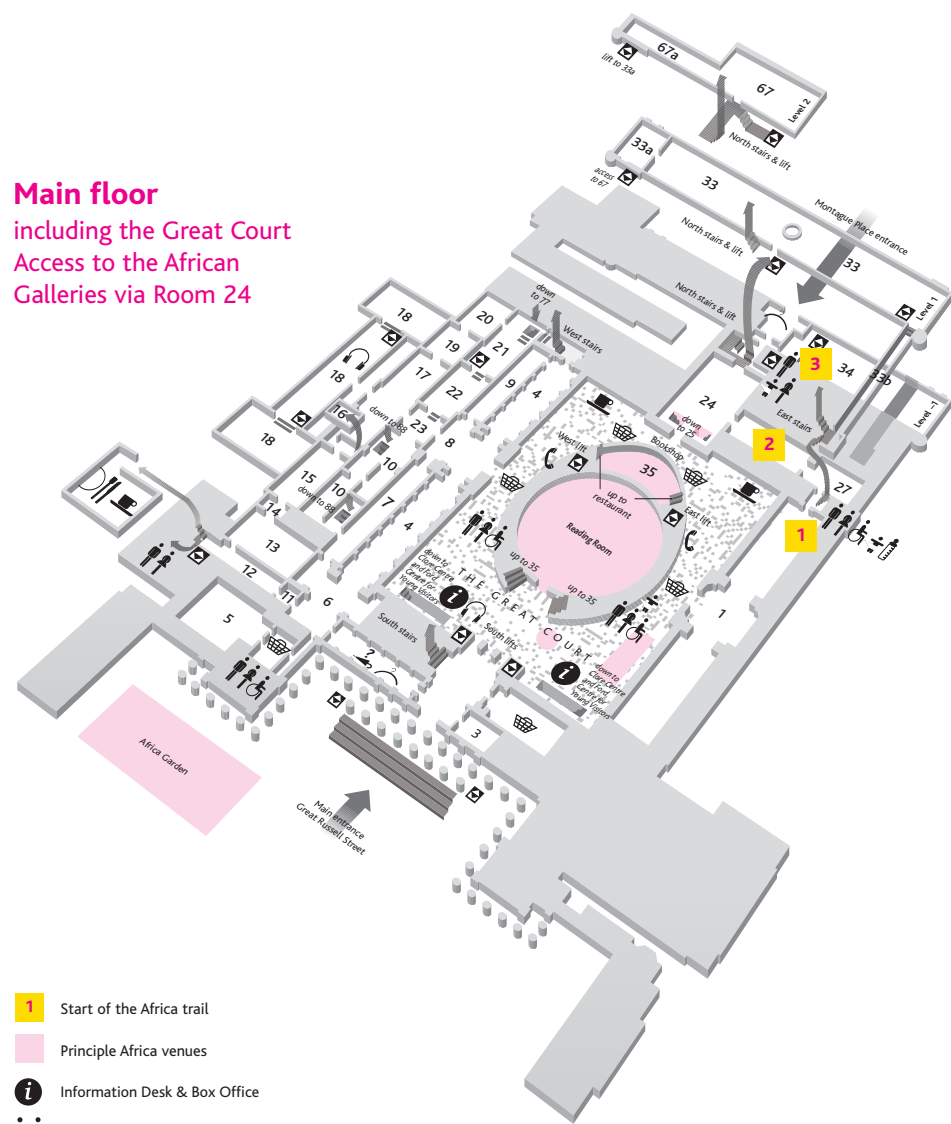 67a
67
Level 2
lift to 33a
North stairs & lift
33a
33
access
to 67
Main floor
including the Great Court
Access to the African
Galleries via Room 24
Montague Place entrance
North stairs & lift
33
Level 1
North stairs & lift
down
to 77
West stairs
18
20
19
21
3
34
33b
Level -1
18
17
22
9
4
24
down
to 25
East stairs
2
16
down to 88
23
8
18
West lift
Bookshop
35
27
15
10
10
down to 88
7
4
up to
restaurant
East lift
1
14
13
Reading Room
12
11
6
5
up to 35
up to 35
down to
Clore Centre
and Ford
Centre for
Young Visitors
THE GREAT COURT
1
South stairs
South lifts
down to
Clore Centre
and Ford
Centre for
Young Visitors
i
i
?
?
?
3
Africa Garden
Main entrance
Great Russell Street
1 Start of the Africa trail
Principle Africa venues
i Information Desk & Box Office